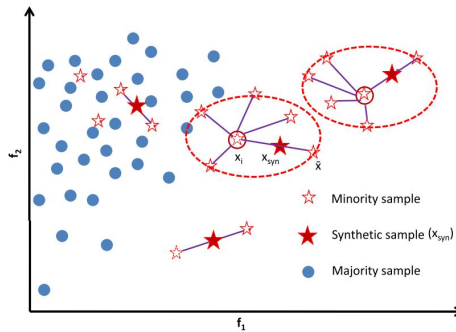 f2
xi
xsyn
x̃
Minority sample
Synthetic sample (xsyn)
Majority sample
f1